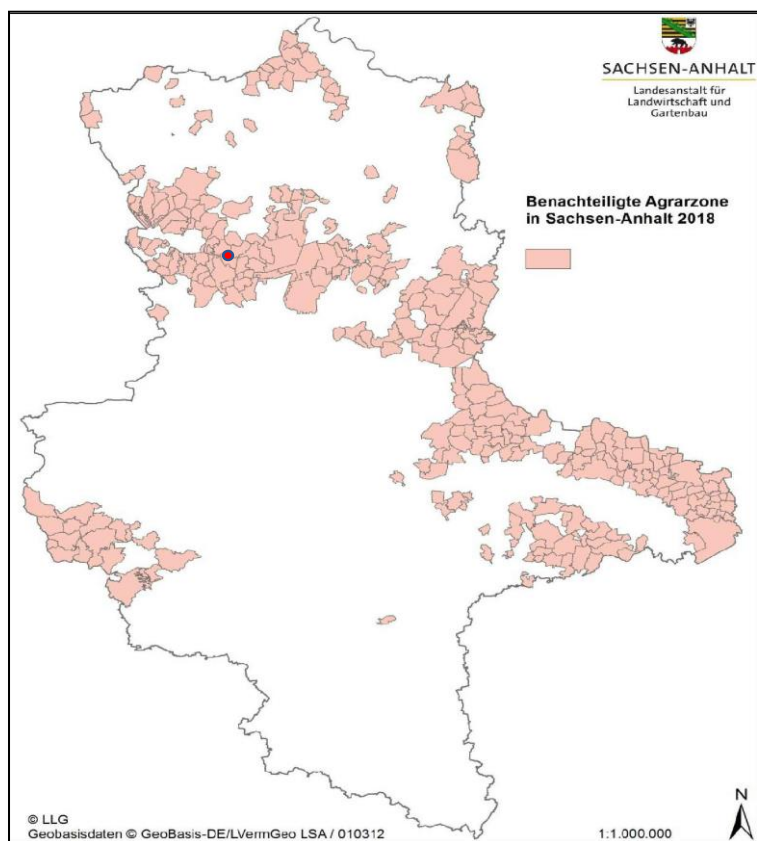 SACHSEN-ANHALT
Landesanstalt für
Landwirtschaft und
Gartenbau
Benachteiligte Agrarzone
in Sachsen-Anhalt 2018
N
© LLG
Geobasisdaten © GeoBasis-DE/LVermGeo LSA / 010312
1:1.000.000